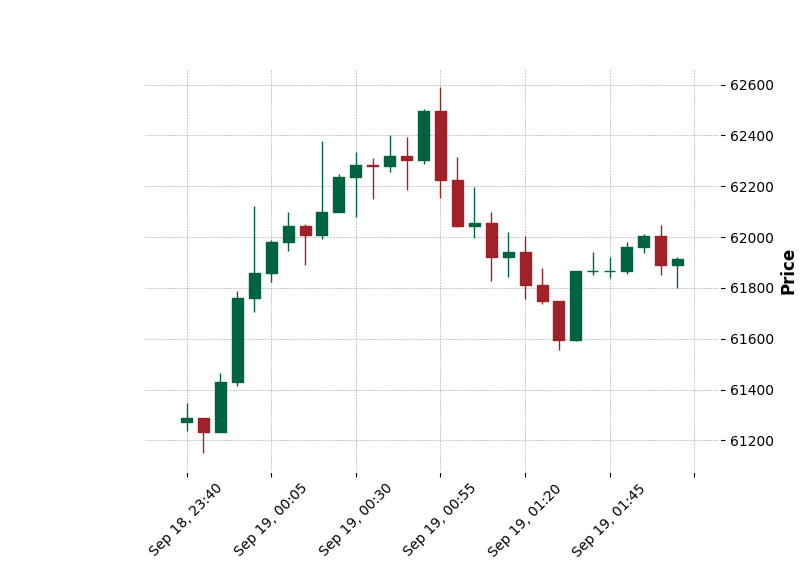 62600
62400
62200
62000
61800
61600
61400
61200
Price
Sep 18, 23:40
Sep 19, 00:05
Sep 19, 00:30
Sep 19, 00:55
Sep 19, 01:20
Sep 19, 01:45